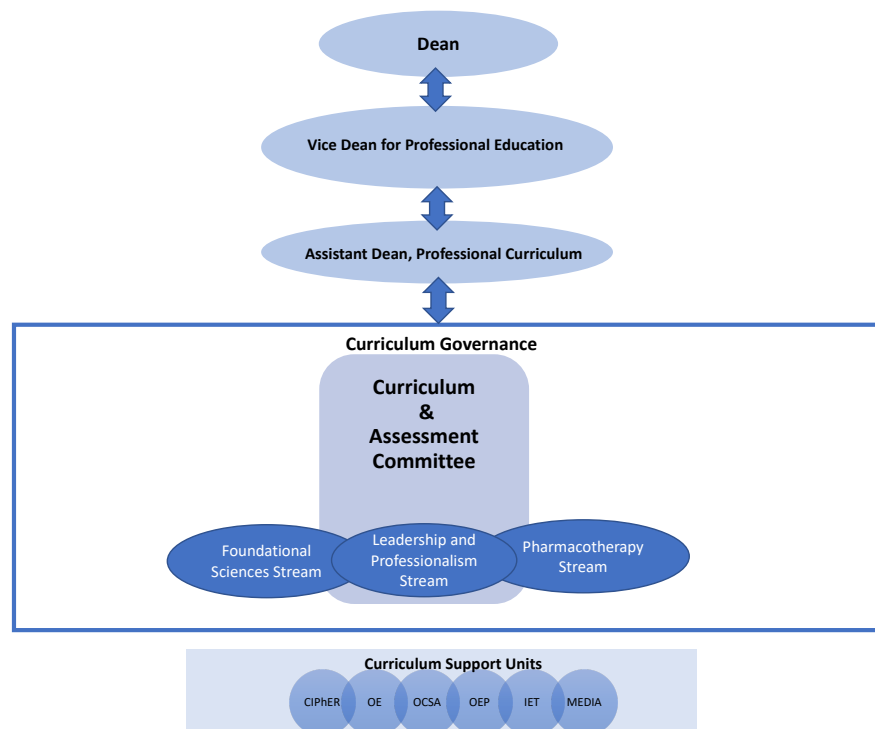 Dean
Vice Dean for Professional Education
Assistant Dean, Professional Curriculum
Curriculum Governance
Curriculum
&
Assessment
Committee
Foundational
Sciences Stream
Leadership and
Professionalism
Stream
Pharmacotherapy
Stream
Curriculum Support Units
CIPhER
OE
OCSA
OEP
IET
MEDIA